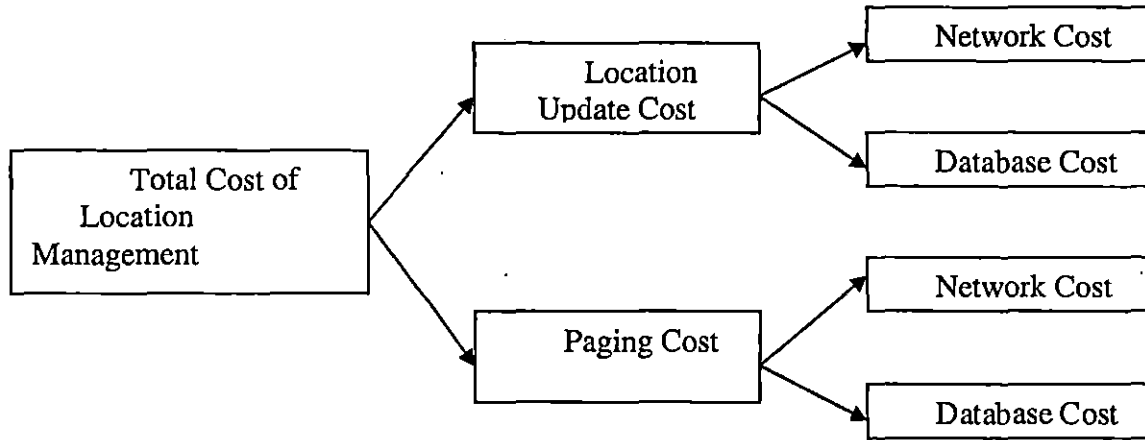 Total Cost of
Location
Management
Location
Update Cost
Paging Cost
Network Cost
Database Cost
Network Cost
Database Cost